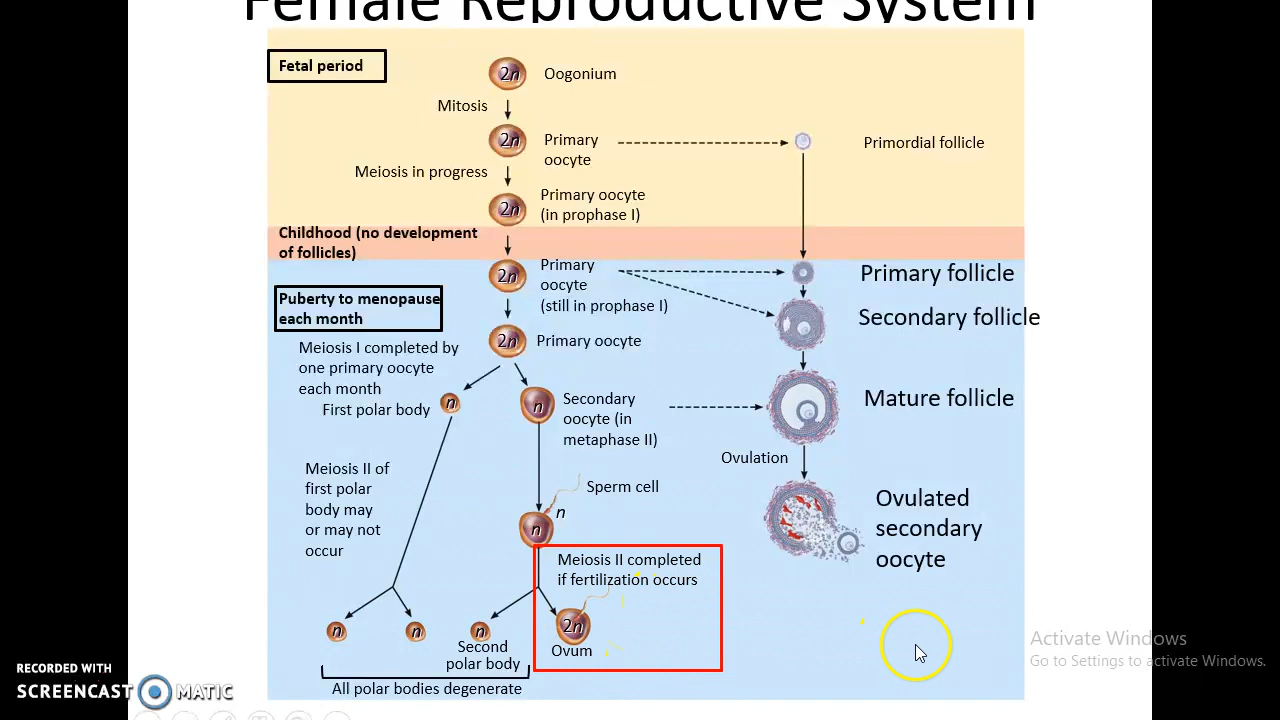 Female Reproductive System
Fetal period
2n
Oogonium
Mitosis
2n
Primary
oocyte
Primordial follicle
Meiosis in progress
2n
Primary oocyte
(in prophase I)
Childhood (no development
of follicles)
2n
Primary
oocyte
(still in prophase I)
Primary follicle
Puberty to menopause
each month
Secondary follicle
2n
Primary oocyte
Meiosis I completed by
one primary oocyte
each month
First polar body
n
n
Secondary
oocyte (in
metaphase II)
Mature follicle
Ovulation
Meiosis II of
first polar
body may
or may not
occur
Sperm cell
n
n
Ovulated
secondary
oocyte
Meiosis II completed
if fertilization occurs
n
n
n
2n
Second
polar body
Ovum
All polar bodies degenerate
Activate Windows
Go to Settings to activate Windows.
RECORDED WITH
SCREENCAST MATIC